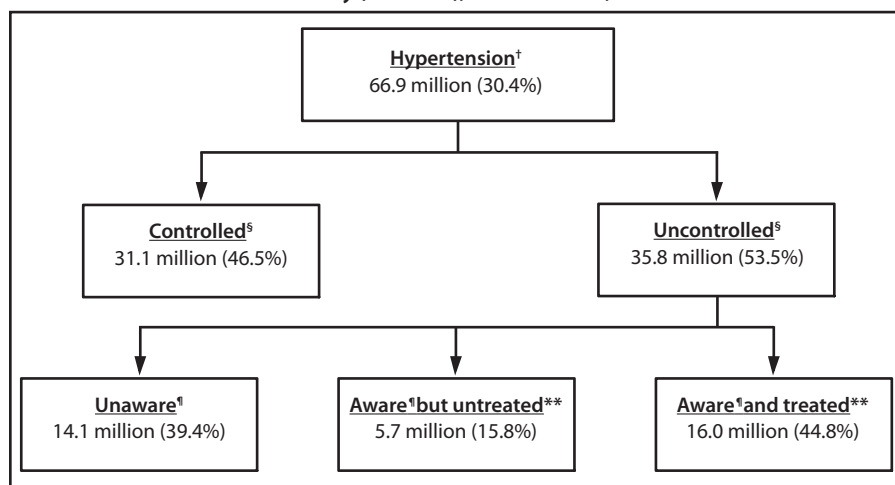 Hypertension†
66.9 million (30.4%)
Controlled§
31.1 million (46.5%)
Uncontrolled§
35.8 million (53.5%)
Unaware¶
14.1 million (39.4%)
Aware¶but untreated**
5.7 million (15.8%)
Aware¶and treated**
16.0 million (44.8%)